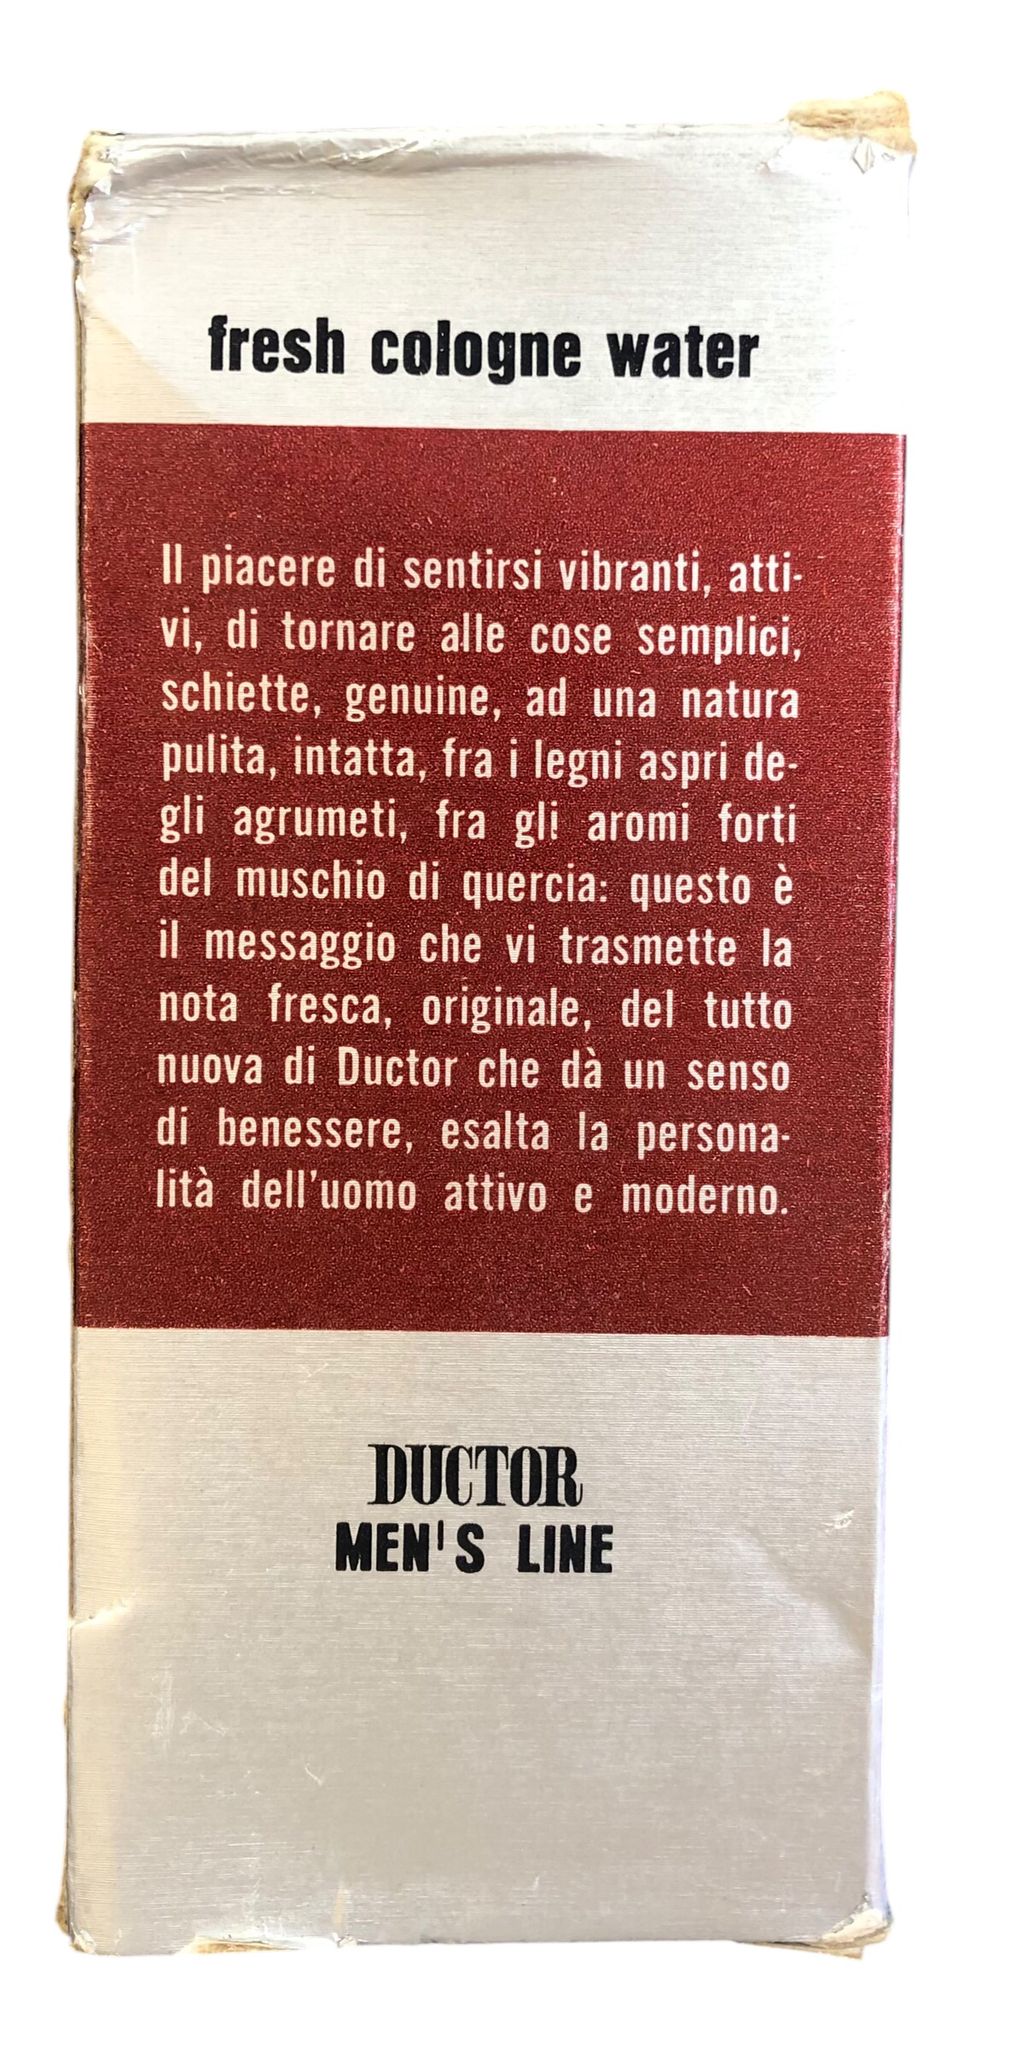 fresh cologne water
Il piacere di sentirsi vibranti, atti-
vi, di tornare alle cose semplici,
schiette, genuine, ad una natura
pulita, intatta, fra i legni aspri de-
gli agrumeti, fra gli aromi forti
del muschio di quercia: questo è
il messaggio che vi trasmette la
nota fresca, originale, del tutto
nuova di Ductor che dà un senso
di benessere, esalta la persona-
lità dell'uomo attivo e moderno.
DUCTOR
MEN'S LINE